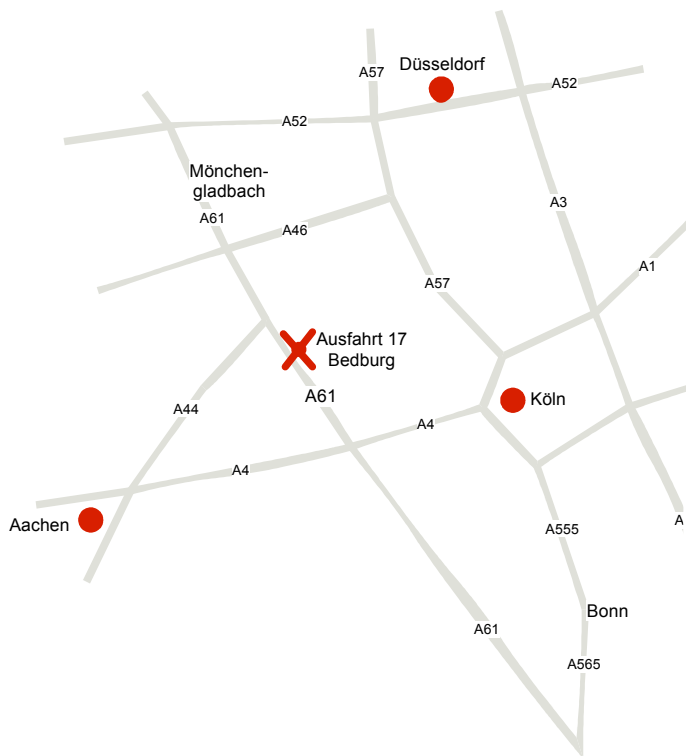 A57
Düsseldorf
A52
A52
Mönchen-
gladbach
A3
A61
A46
A1
A57
Ausfahrt 17
Bedburg
A61
Köln
A44
A4
A4
Aachen
A
A555
Bonn
A61
A565